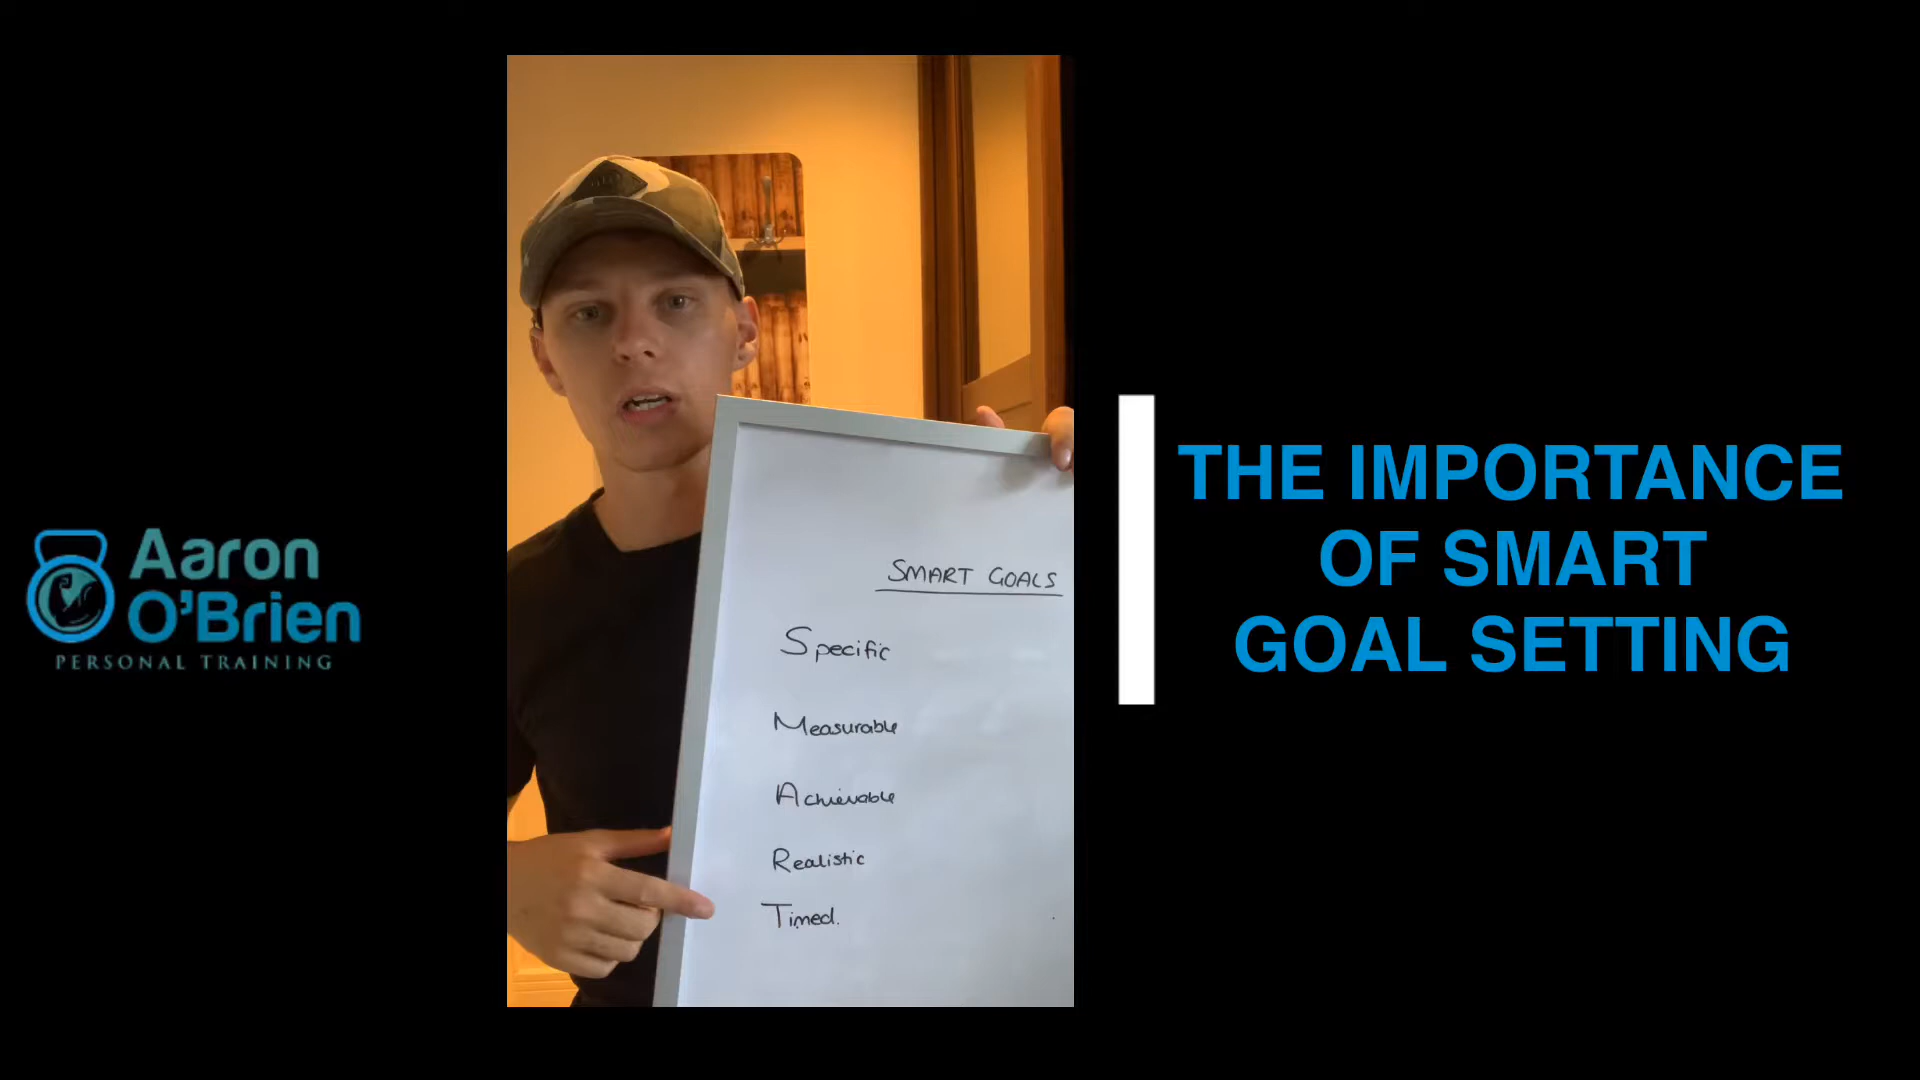 Aaron
O'Brien
PERSONAL TRAINING
SMART GOALS
Specific
Measurable
Achievable
Realistic
Timed.
THE IMPORTANCE
OF SMART
GOAL SETTING